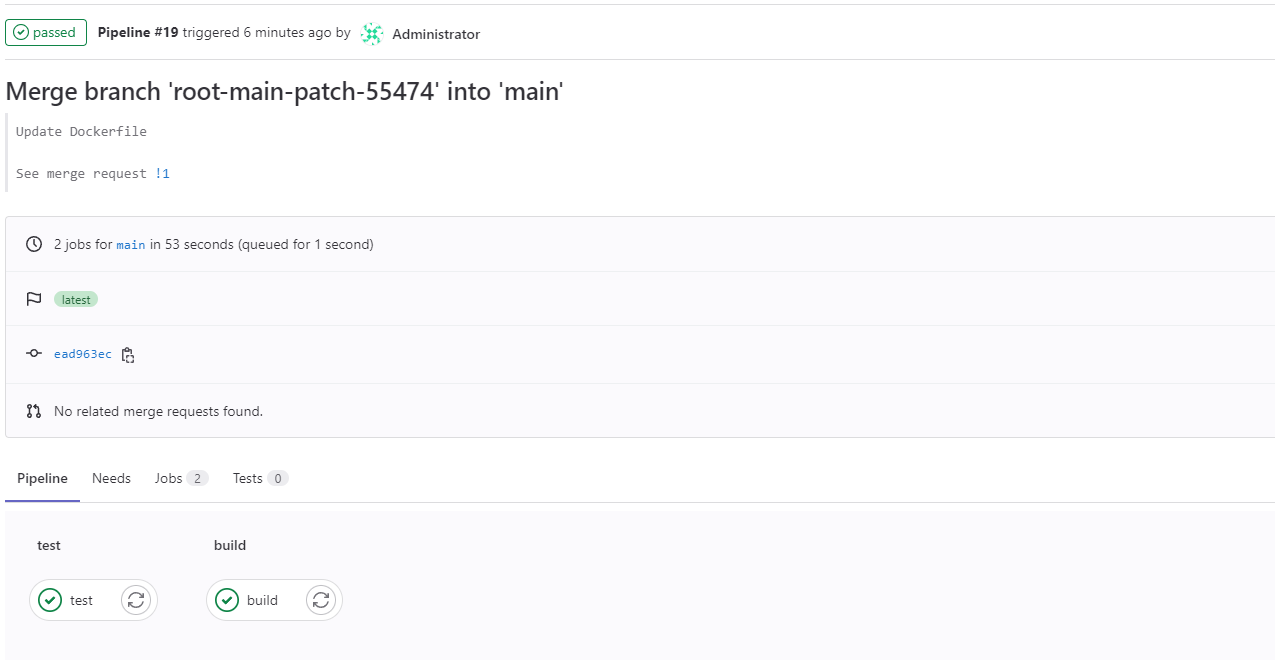 passed Pipeline #19 triggered 6 minutes ago by Administrator
Merge branch 'root-main-patch-55474' into 'main'
Update Dockerfile
See merge request !1
2 jobs for main in 53 seconds (queued for 1 second)
latest
ead963ec
No related merge requests found.
Pipeline Needs Jobs 2 Tests 0
test build
test build